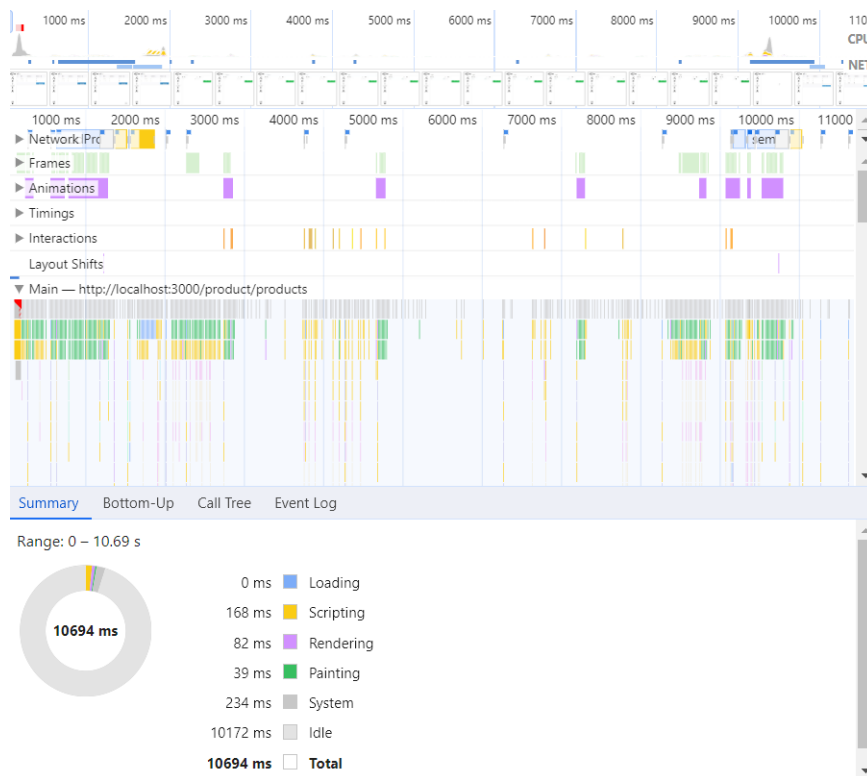 1000 ms 2000 ms 3000 ms 4000 ms 5000 ms 6000 ms 7000 ms 8000 ms 9000 ms 10000 ms 110
CPU
NET
1000 ms 2000 ms 3000 ms 4000 ms 5000 ms 6000 ms 7000 ms 8000 ms 9000 ms 10000 ms 11000
Network Prc sem
Frames
Animations
Timings
Interactions
Layout Shifts
Main — http://localhost:3000/product/products
Summary Bottom-Up Call Tree Event Log
Range: 0 – 10.69 s
10694 ms
0 ms Loading
168 ms Scripting
82 ms Rendering
39 ms Painting
234 ms System
10172 ms Idle
10694 ms Total